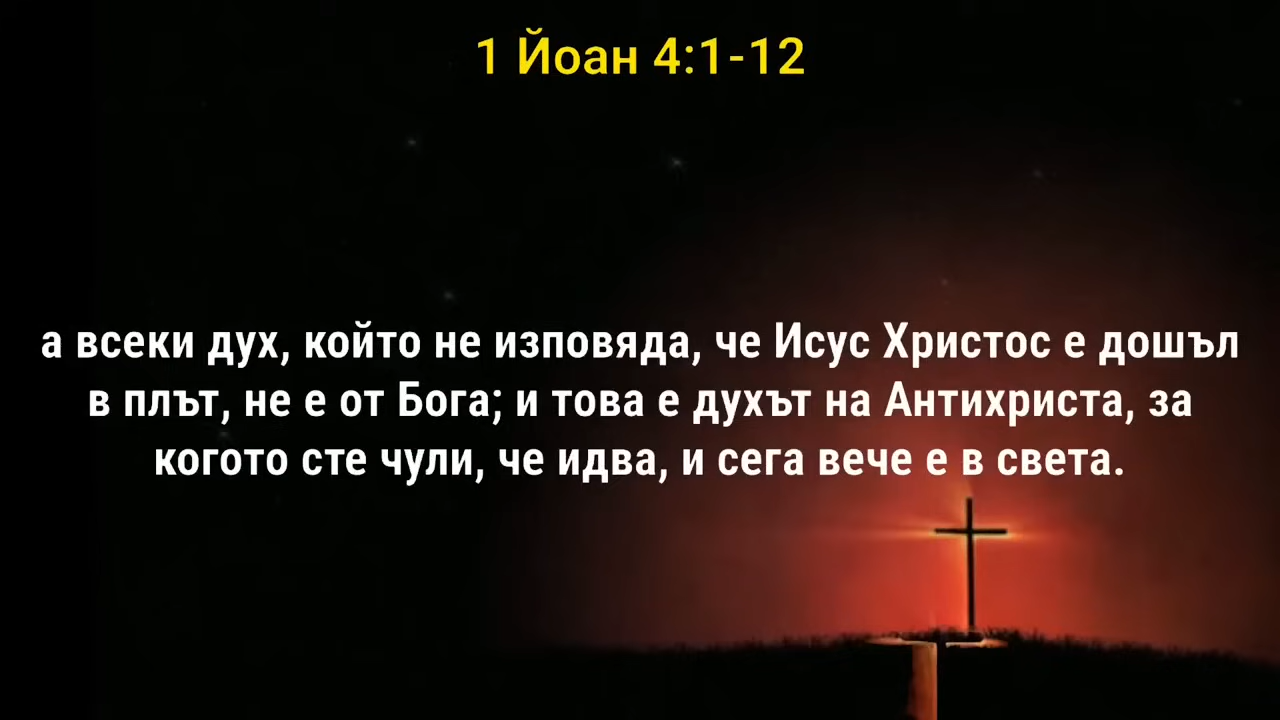 1 Йоан 4:1-12
а всеки дух, който не изповяда, че Исус Христос е дошъл
в плът, не е от Бога; и това е духът на Антихриста, за
когото сте чули, че идва, и сега вече е в света.